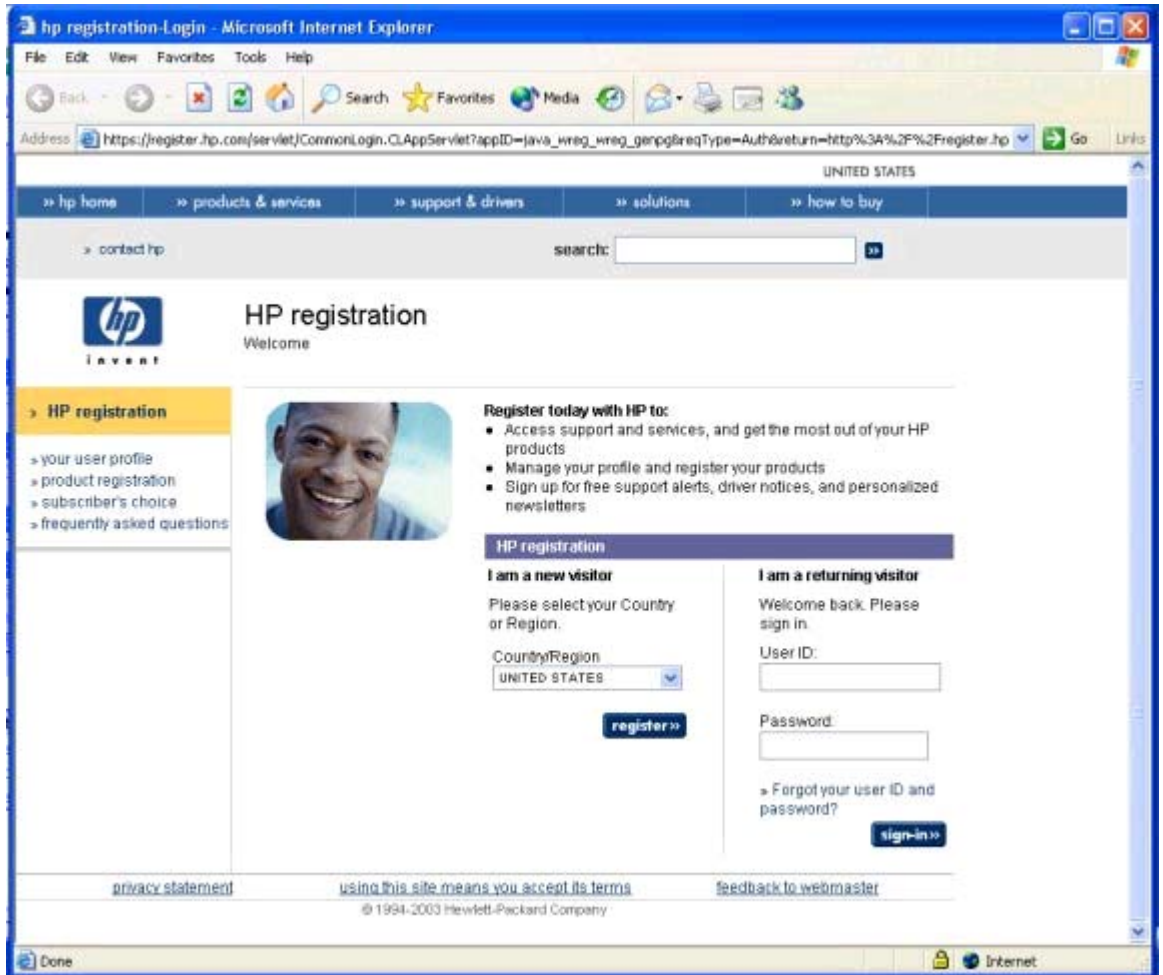 hp registration-Login - Microsoft Internet Explorer
File Edit View Favorites Tools Help
Back Search Favorites Media
Address https://register.hp.com/servlet/CommonLogin.CLAppServlet?appID=java_wreg_wreg_genpg&reqType=Auth&return=http%3A%2F%2Fregister.hp Go Links
UNITED STATES
» hp home » products & services » support & drivers » solutions » how to buy
» contact hp search: »
hp
invent
HP registration
Welcome
» HP registration
» your user profile
» product registration
» subscriber's choice
» frequently asked questions
Register today with HP to:
• Access support and services, and get the most out of your HP
products
• Manage your profile and register your products
• Sign up for free support alerts, driver notices, and personalized
newsletters
HP registration
I am a new visitor
Please select your Country
or Region.
Country/Region
UNITED STATES
register »
I am a returning visitor
Welcome back. Please
sign in.
User ID:
Password:
» Forgot your user ID and
password?
sign-in »
privacy statement using this site means you accept its terms feedback to webmaster
© 1994-2003 Hewlett-Packard Company
Done Internet